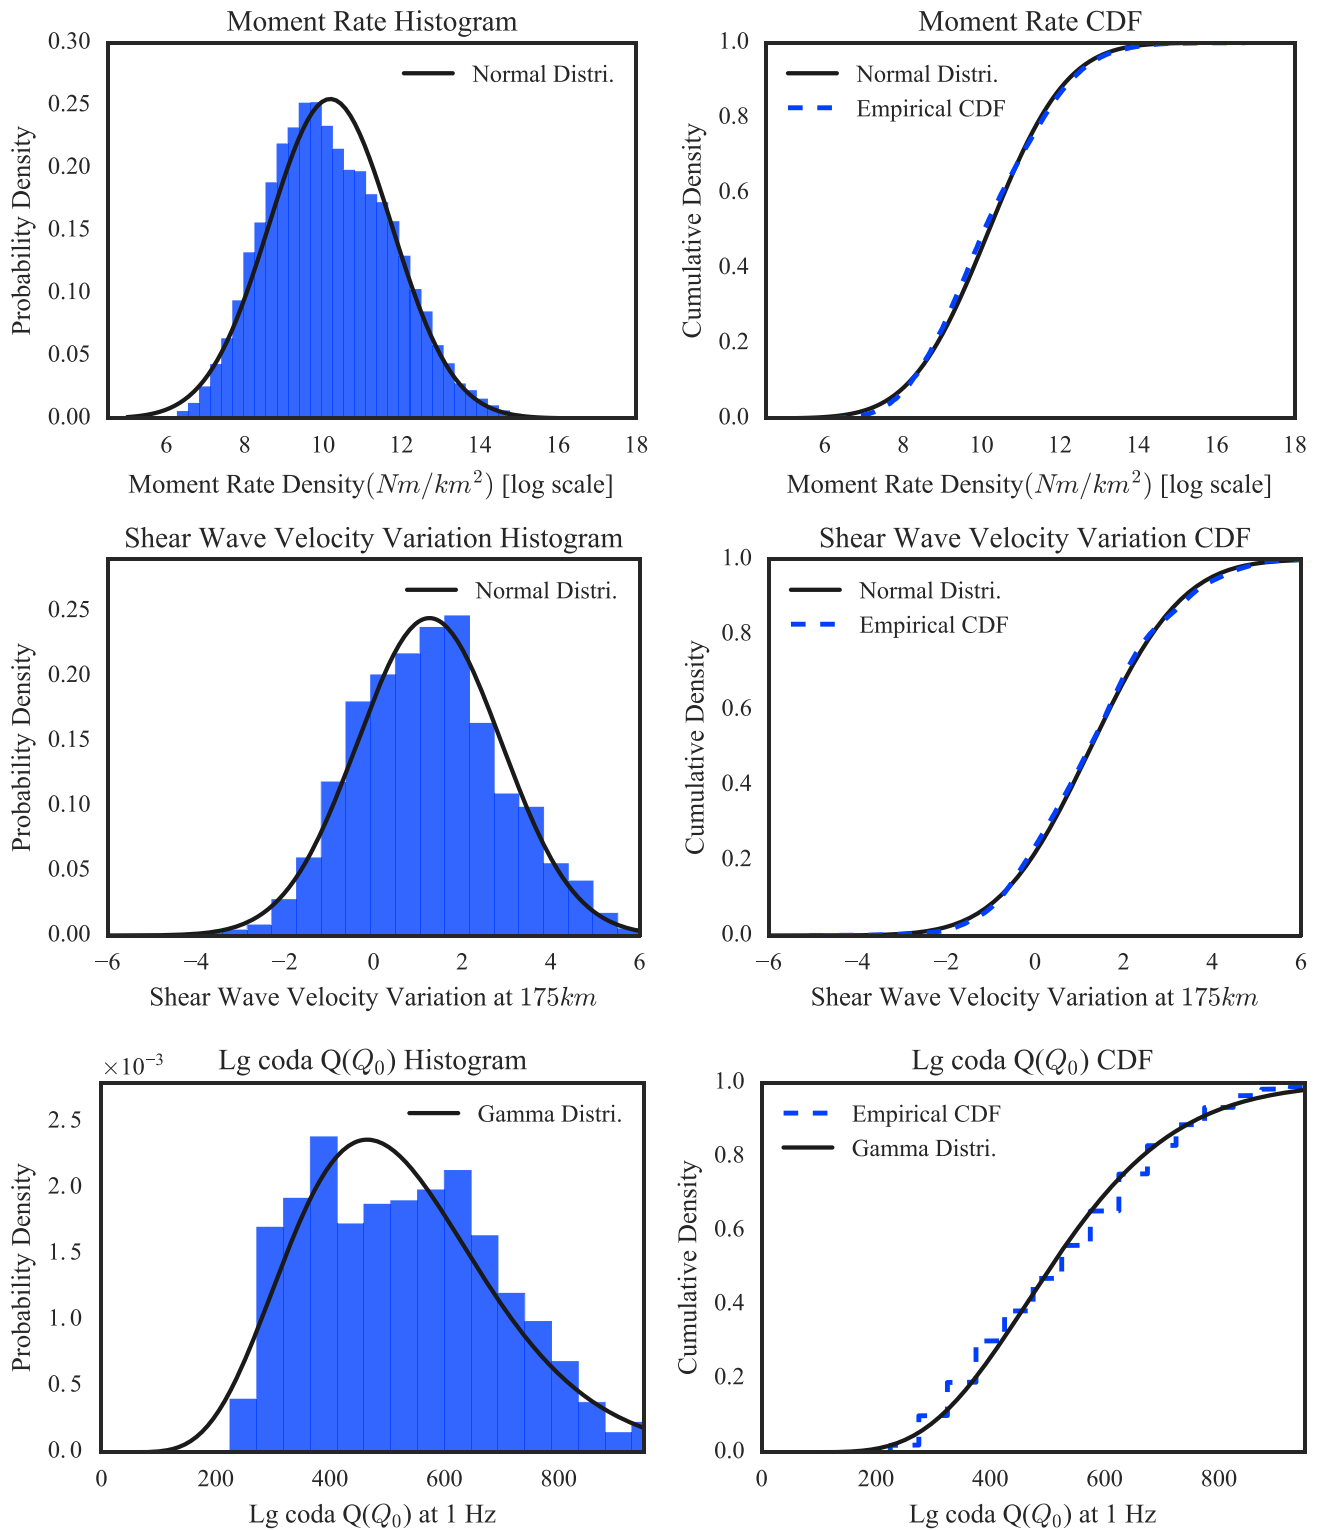 Moment Rate Histogram
0.30
0.25
0.20
0.15
0.10
0.05
0.00
Probability Density
Normal Distri.
6 8 10 12 14 16 18
Moment Rate Density(Nm/km²) [log scale]
Moment Rate CDF
1.0
0.8
0.6
0.4
0.2
0.0
Cumulative Density
Normal Distri.
Empirical CDF
6 8 10 12 14 16 18
Moment Rate Density(Nm/km²) [log scale]
Shear Wave Velocity Variation Histogram
0.25
0.20
0.15
0.10
0.05
0.00
Probability Density
Normal Distri.
−6 −4 −2 0 2 4 6
Shear Wave Velocity Variation at 175km
Shear Wave Velocity Variation CDF
1.0
0.8
0.6
0.4
0.2
0.0
Cumulative Density
Normal Distri.
Empirical CDF
−6 −4 −2 0 2 4 6
Shear Wave Velocity Variation at 175km
Lg coda Q(Q₀) Histogram
×10⁻³
2.5
2.0
1.5
1.0
0.5
0.0
Probability Density
Gamma Distri.
0 200 400 600 800
Lg coda Q(Q₀) at 1 Hz
Lg coda Q(Q₀) CDF
1.0
0.8
0.6
0.4
0.2
0.0
Cumulative Density
Empirical CDF
Gamma Distri.
0 200 400 600 800
Lg coda Q(Q₀) at 1 Hz